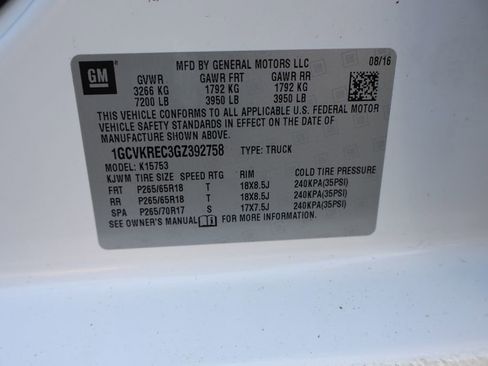 GM
MFD BY GENERAL MOTORS LLC 08/16
GVWR GAWR FRT GAWR RR
3266 KG 1792 KG 1792 KG
7200 LB 3950 LB 3950 LB
THIS VEHICLE CONFORMS TO ALL APPLICABLE U.S. FEDERAL MOTOR
VEHICLE SAFETY STANDARDS IN EFFECT ON THE DATE OF
MANUFACTURE SHOWN ABOVE.
1GCVKREC3GZ392758 TYPE: TRUCK
MODEL: K15753
KJWM TIRE SIZE SPEED RTG RIM COLD TIRE PRESSURE
FRT P265/65R18 T 18X8.5J 240KPA(35PSI)
RR P265/65R18 T 18X8.5J 240KPA(35PSI)
SPA P265/70R17 S 17X7.5J 240KPA(35PSI)
SEE OWNER'S MANUAL FOR MORE INFORMATION.